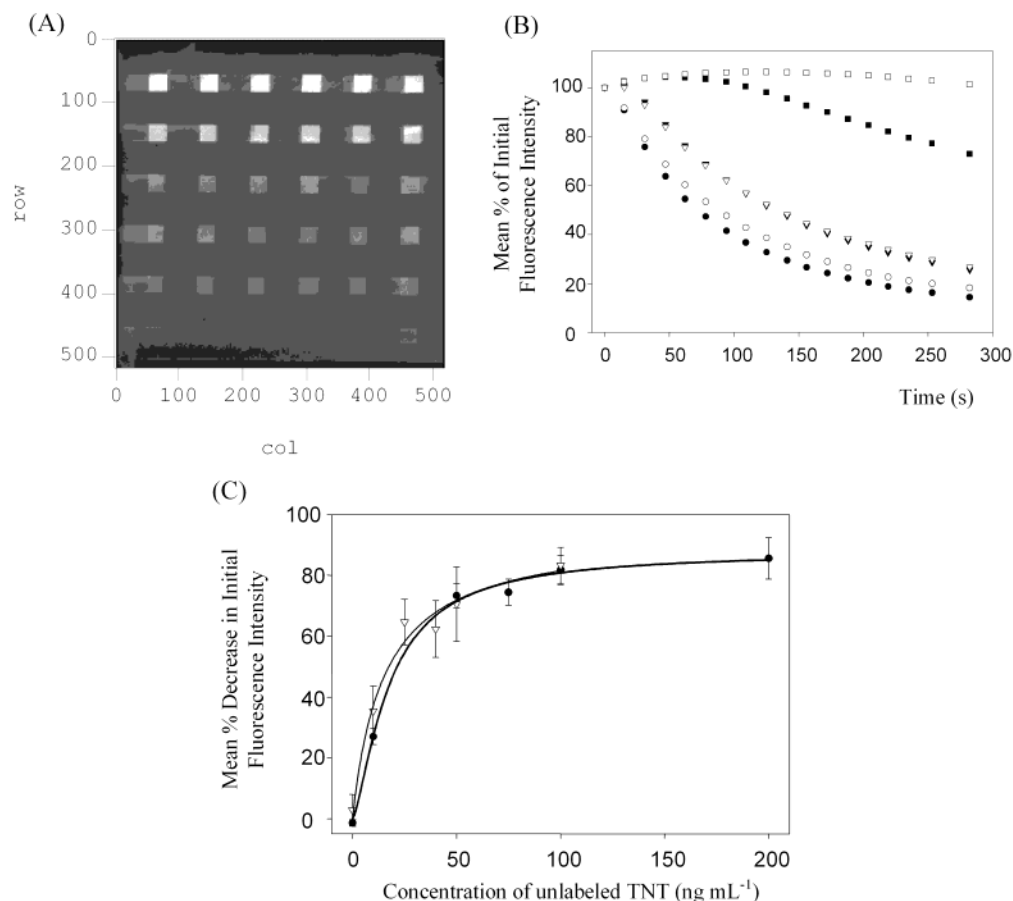 (A)
0
100
200
300
400
500
row
0 100 200 300 400 500
col
(B)
100
80
60
40
20
0
Mean % of Initial
Fluorescence Intensity
0 50 100 150 200 250 300
Time (s)
(C)
100
80
60
40
20
0
Mean % Decrease in Initial
Fluorescence Intensity
0 50 100 150 200
Concentration of unlabeled TNT (ng mL⁻¹)